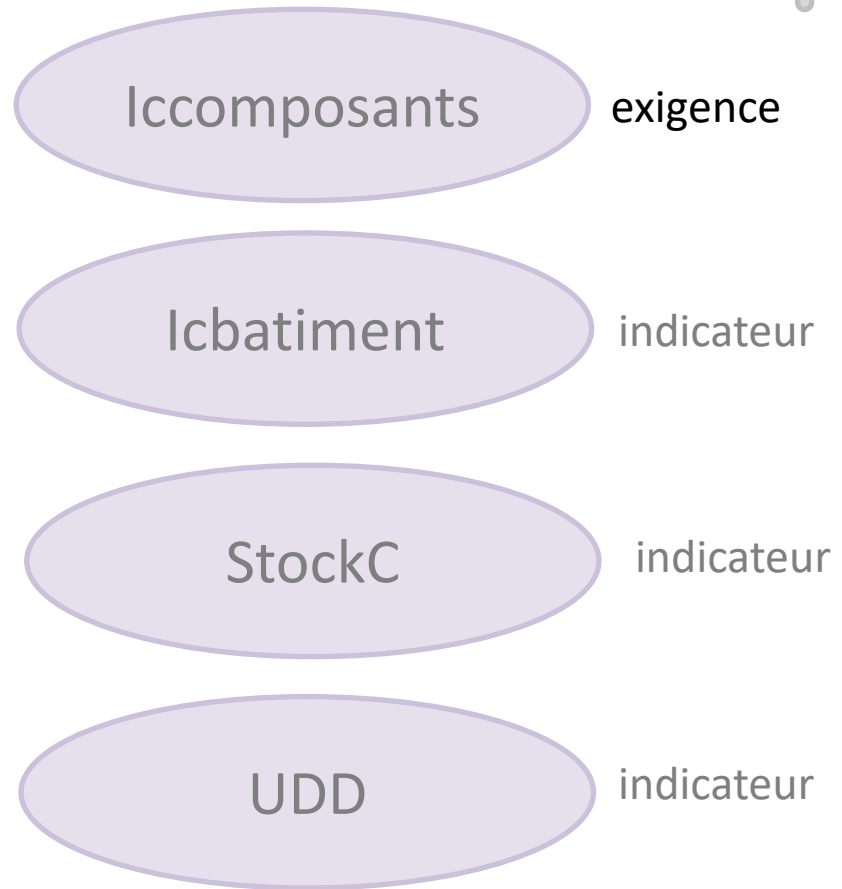 Iccomposants exigence
Icbatiment indicateur
StockC indicateur
UDD indicateur